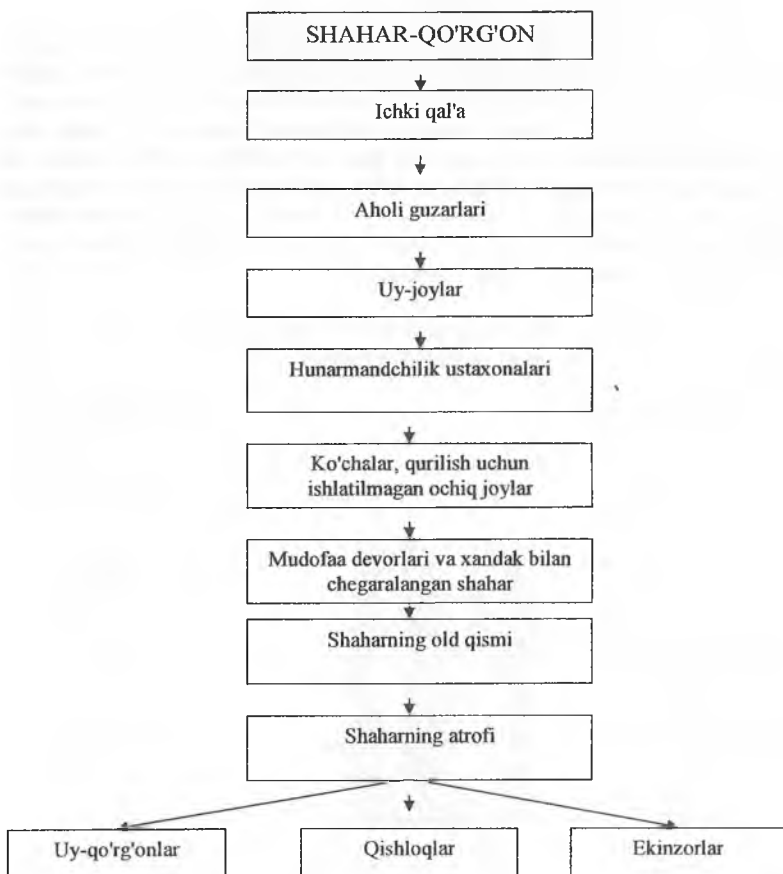 SHAHAR-QO'RG'ON
Ichki qal'a
Aholi guzarlari
Uy-joylar
Hunarmandchilik ustaxonalari
Ko'chalar, qurilish uchun
ishlatilmagan ochiq joylar
Mudofaa devorlari va xandak bilan
chegaralangan shahar
Shaharning old qismi
Shaharning atrofi
Uy-qo'rg'onlar
Qishloqlar
Ekinzorlar